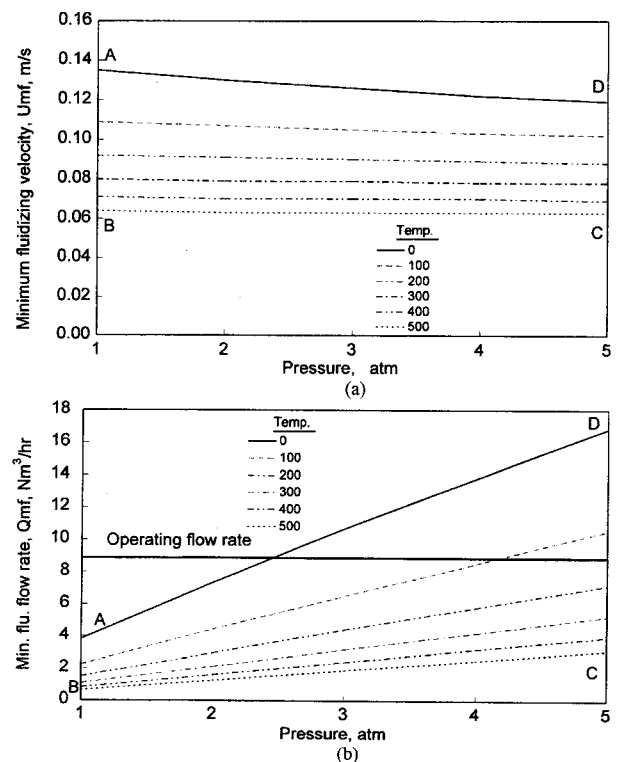 0.16
0.14
0.12
0.10
0.08
0.06
0.04
0.02
0.00
Minimum fluidizing velocity, Umf, m/s
A
D
B
C
Temp.
0
100
200
300
400
500
1
2
3
4
5
Pressure, atm
(a)
18
16
14
12
10
8
6
4
2
0
Min. flu. flow rate, Qmf, Nm³/hr
Temp.
0
100
200
300
400
500
D
Operating flow rate
A
B
C
1
2
3
4
5
Pressure, atm
(b)